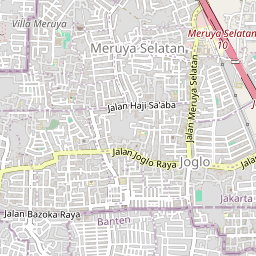 Villa Meruya
Meruya Selatan
Meruya Selatan
10
Jalan Haji Sa'aba
Jalan Meruya Selatan
Jalan Joglo Raya
Joglo
Jakarta
Jalan Bazoka Raya
Banten